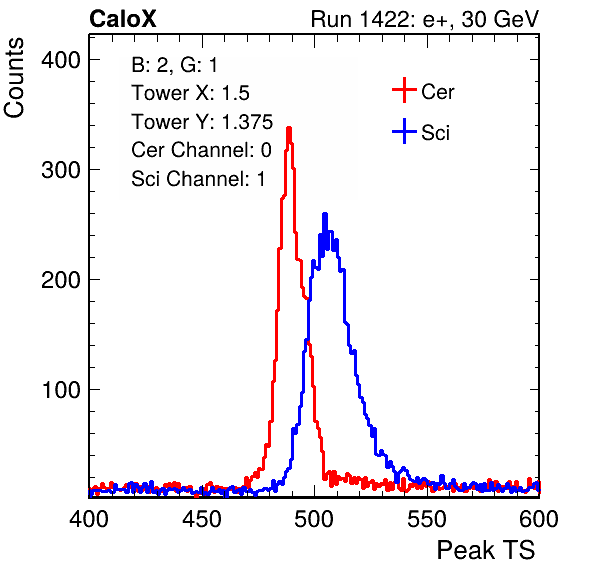 CaloX Run 1422: e+, 30 GeV
Counts
B: 2, G: 1
Tower X: 1.5
Tower Y: 1.375
Cer Channel: 0
Sci Channel: 1
Cer
Sci
400
300
200
100
400 450 500 550 600
Peak TS